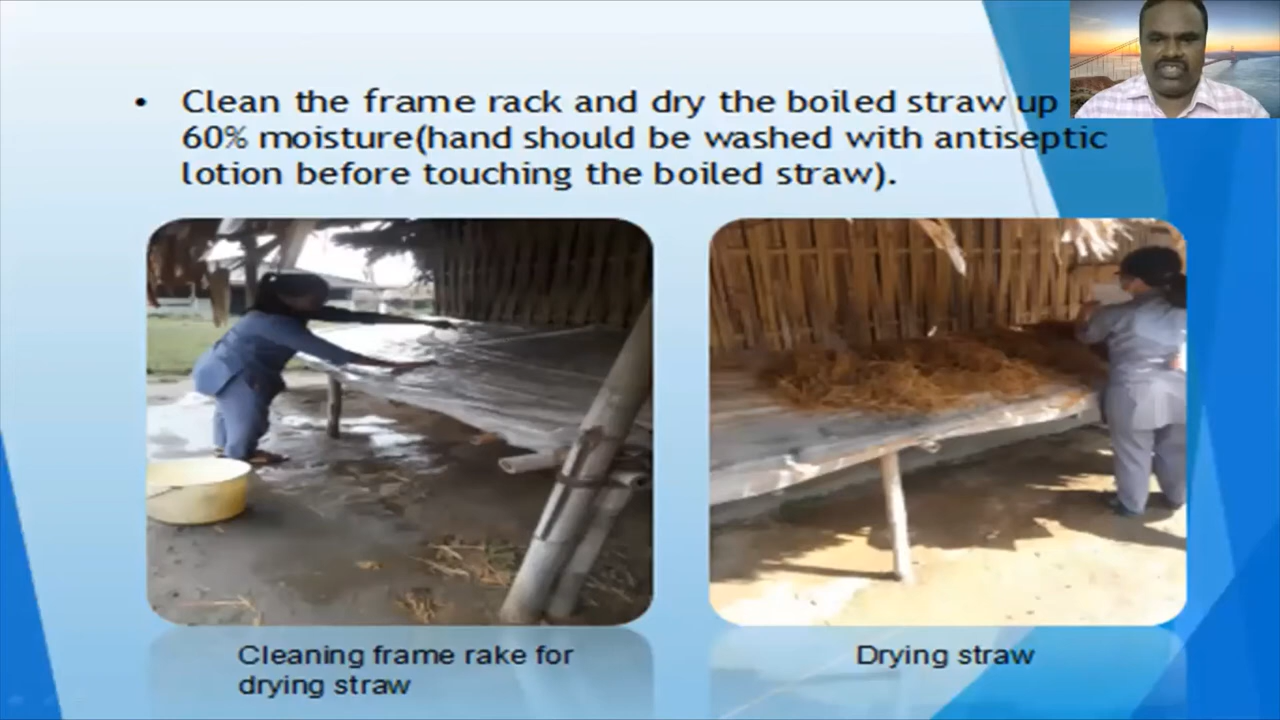 • Clean the frame rack and dry the boiled straw up
60% moisture(hand should be washed with antiseptic
lotion before touching the boiled straw).
Cleaning frame rake for
drying straw
Drying straw